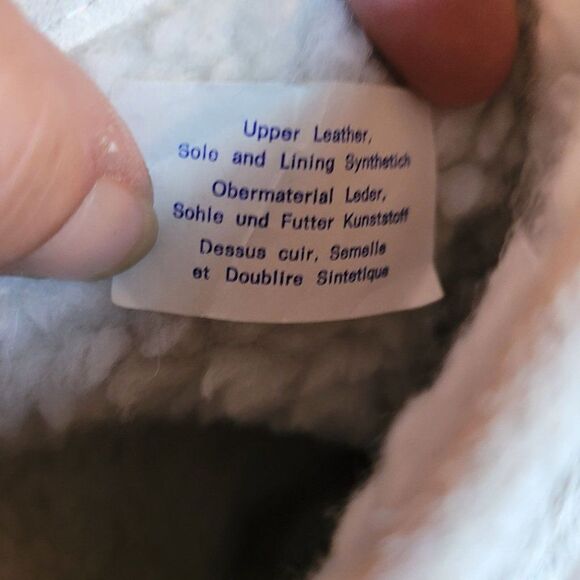 Upper Leather,
Sole and Lining Synthetich
Obermaterial Leder,
Sohle und Futter Kunststoff
Dessus cuir, Semelle
et Doublire Sintetique